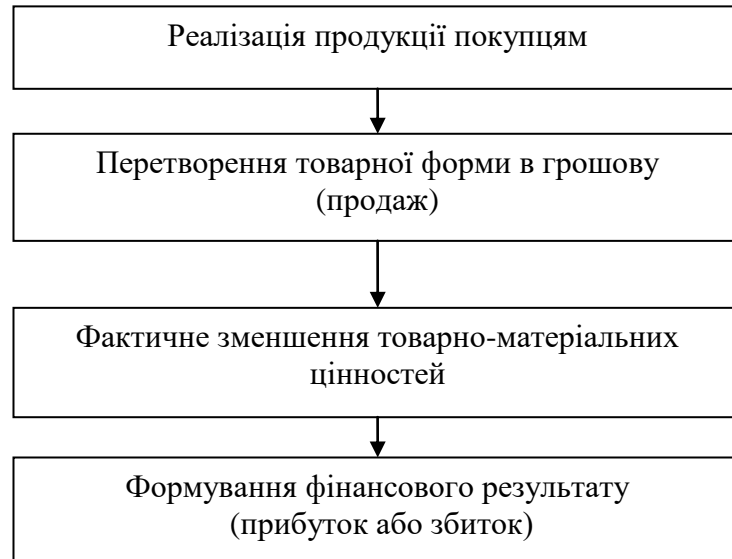 Реалізація продукції покупцям
Перетворення товарної форми в грошову
(продаж)
Фактичне зменшення товарно-матеріальних
цінностей
Формування фінансового результату
(прибуток або збиток)